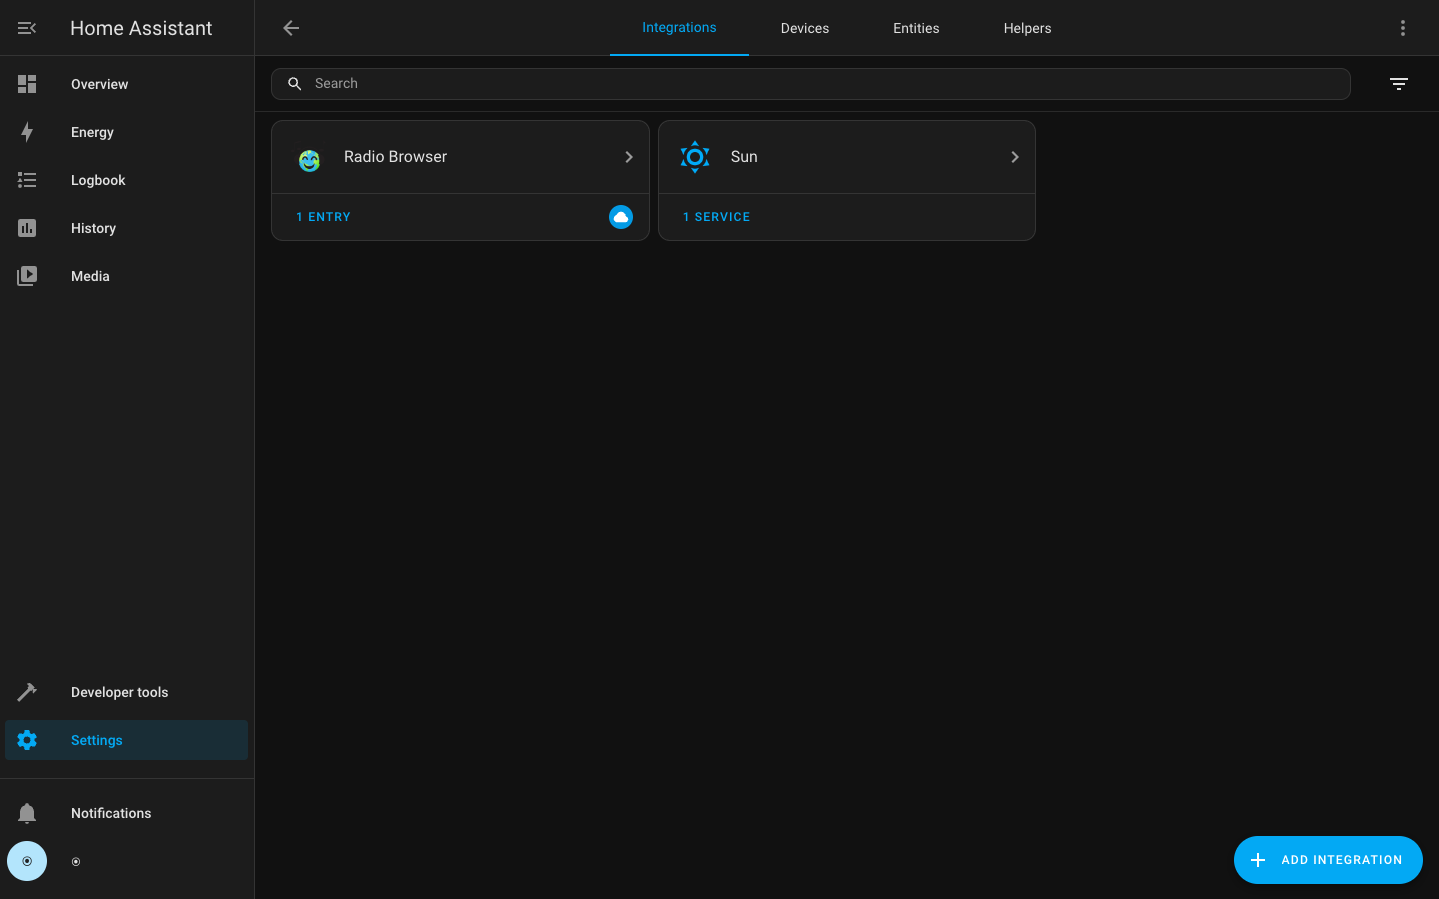 Home Assistant
Integrations
Devices
Entities
Helpers
Overview
Energy
Logbook
History
Media
Search
Radio Browser
1 ENTRY
Sun
1 SERVICE
Developer tools
Settings
Notifications
ADD INTEGRATION